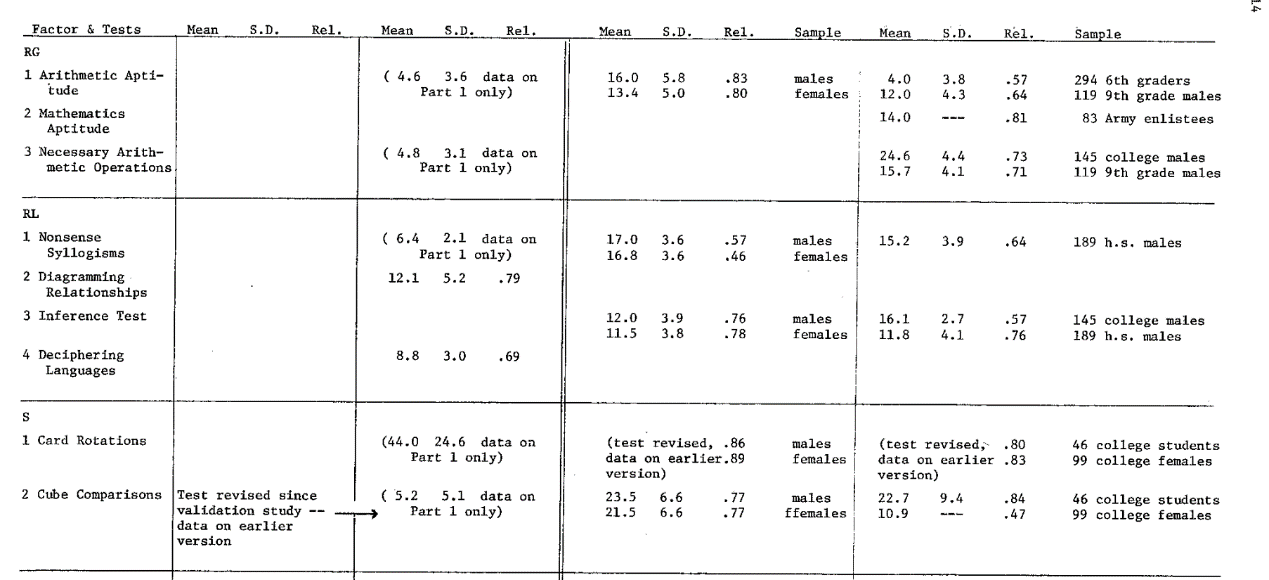 14
Factor & Tests Mean S.D. Rel. Mean S.D. Rel. Mean S.D. Rel. Sample Mean S.D. Rel. Sample
RG
1 Arithmetic Apti- ( 4.6 3.6 data on 16.0 5.8 .83 males 4.0 3.8 .57 294 6th graders
tude Part 1 only) 13.4 5.0 .80 females 12.0 4.3 .64 119 9th grade males
2 Mathematics 14.0 --- .81 83 Army enlistees
Aptitude
3 Necessary Arith- ( 4.8 3.1 data on 24.6 4.4 .73 145 college males
metic Operations Part 1 only) 15.7 4.1 .71 119 9th grade males
RL
1 Nonsense ( 6.4 2.1 data on 17.0 3.6 .57 males 15.2 3.9 .64 189 h.s. males
Syllogisms Part 1 only) 16.8 3.6 .46 females
2 Diagramming 12.1 5.2 .79
Relationships
3 Inference Test 12.0 3.9 .76 males 16.1 2.7 .57 145 college males
11.5 3.8 .78 females 11.8 4.1 .76 189 h.s. males
4 Deciphering 8.8 3.0 .69
Languages
S
1 Card Rotations (44.0 24.6 data on (test revised, .86 males (test revised, .80 46 college students
Part 1 only) data on earlier .89 females data on earlier .83 99 college females
version) version)
2 Cube Comparisons Test revised since ( 5.2 5.1 data on 23.5 6.6 .77 males 22.7 9.4 .84 46 college students
validation study -- Part 1 only) 21.5 6.6 .77 ffemales 10.9 --- .47 99 college females
data on earlier
version